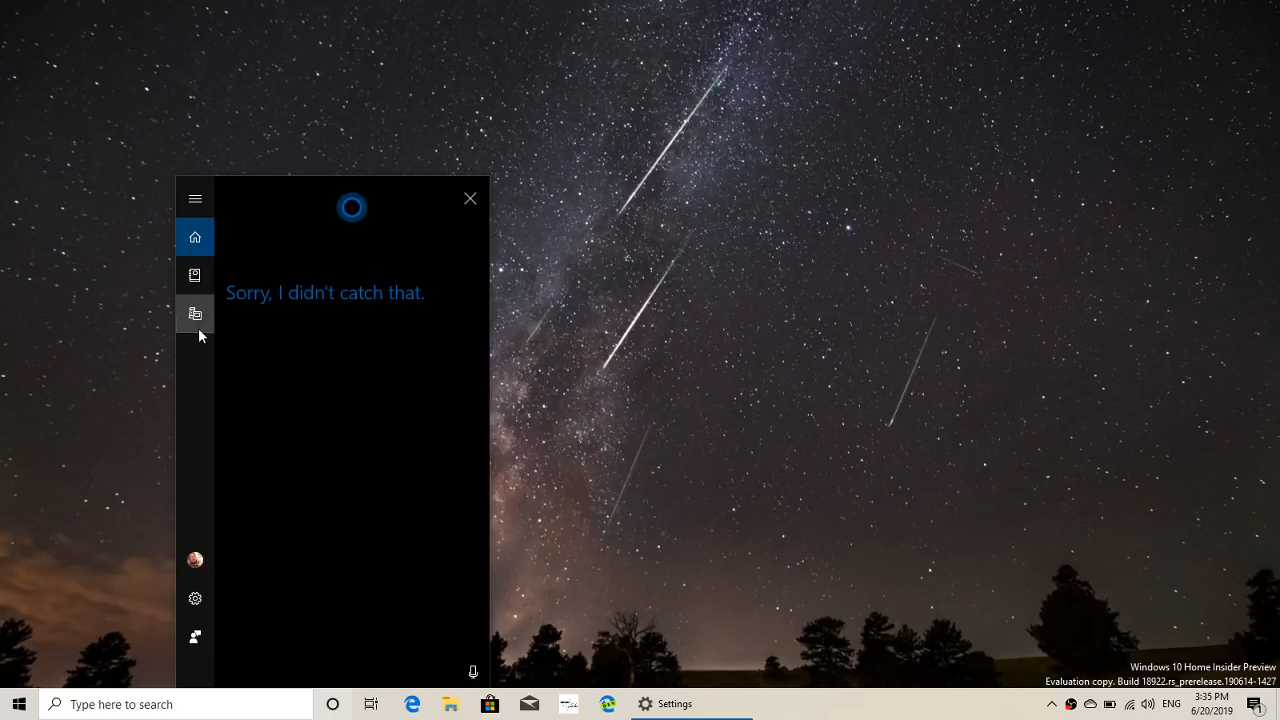 Sorry, I didn't catch that.
Windows 10 Home Insider Preview
Evaluation copy. Build 18922.rs_prerelease.190614-1427
Type here to search
Settings
ENG
3:35 PM
6/20/2019
1